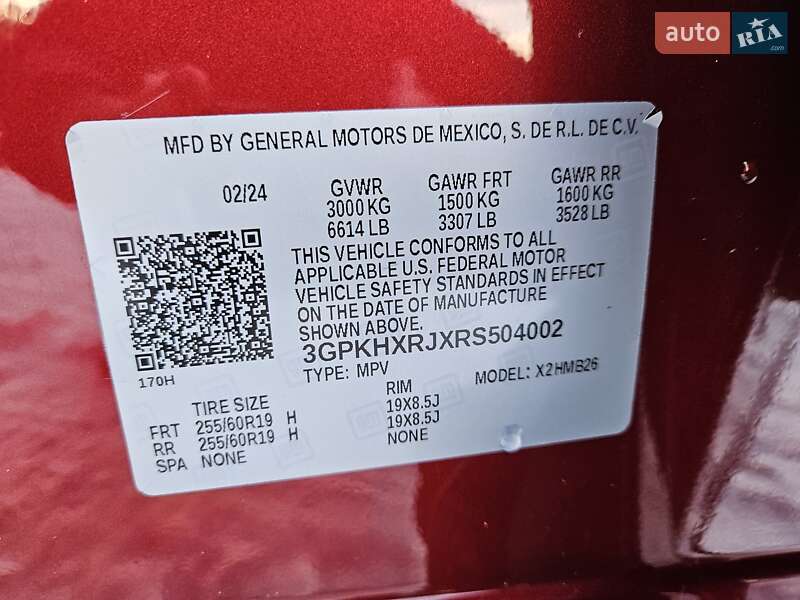 auto RIA .com
MFD BY GENERAL MOTORS DE MEXICO, S. DE R.L. DE C.V.
02/24 GVWR GAWR FRT GAWR RR
3000 KG 1500 KG 1600 KG
6614 LB 3307 LB 3528 LB
THIS VEHICLE CONFORMS TO ALL
APPLICABLE U.S. FEDERAL MOTOR
VEHICLE SAFETY STANDARDS IN EFFECT
ON THE DATE OF MANUFACTURE
SHOWN ABOVE.
3GPKHXRJXRS504002
170H TYPE: MPV MODEL: X2HMB26
TIRE SIZE RIM
FRT 255/60R19 H 19X8.5J
RR 255/60R19 H 19X8.5J
SPA NONE NONE